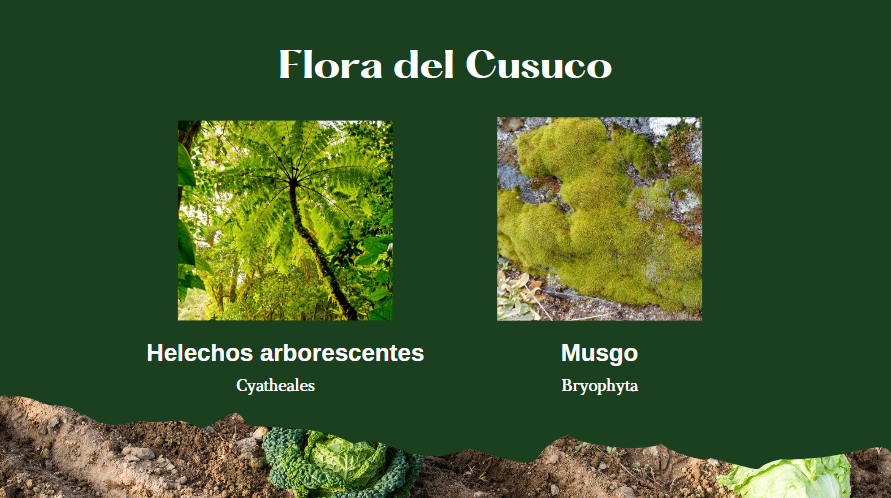 Flora del Cusuco
Helechos arborescentes
Musgo
Cyatheales
Bryophyta